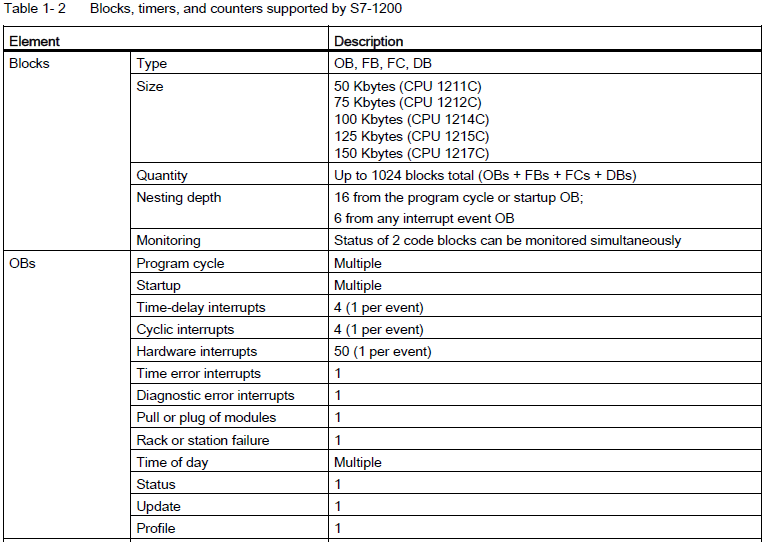 Table 1- 2 Blocks, timers, and counters supported by S7-1200
Element Description
Blocks Type OB, FB, FC, DB
Size 50 Kbytes (CPU 1211C)
75 Kbytes (CPU 1212C)
100 Kbytes (CPU 1214C)
125 Kbytes (CPU 1215C)
150 Kbytes (CPU 1217C)
Quantity Up to 1024 blocks total (OBs + FBs + FCs + DBs)
Nesting depth 16 from the program cycle or startup OB;
6 from any interrupt event OB
Monitoring Status of 2 code blocks can be monitored simultaneously
OBs Program cycle Multiple
Startup Multiple
Time-delay interrupts 4 (1 per event)
Cyclic interrupts 4 (1 per event)
Hardware interrupts 50 (1 per event)
Time error interrupts 1
Diagnostic error interrupts 1
Pull or plug of modules 1
Rack or station failure 1
Time of day Multiple
Status 1
Update 1
Profile 1